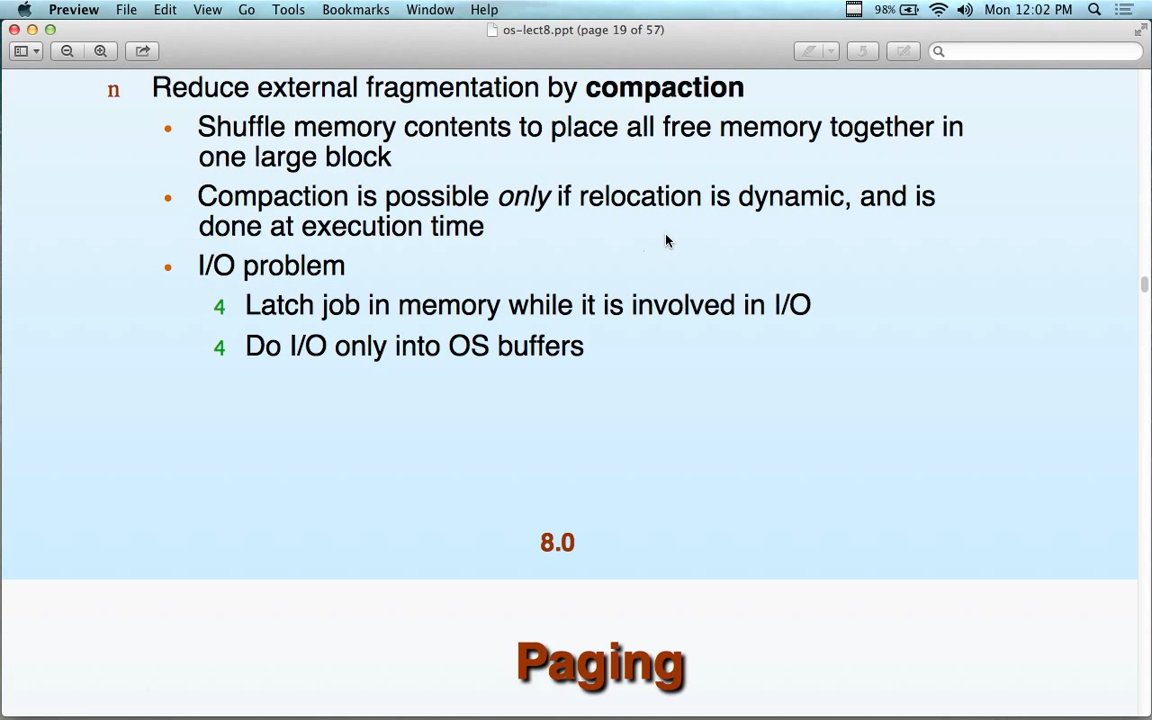 Preview File Edit View Go Tools Bookmarks Window Help 98% Mon 12:02 PM
os-lect8.ppt (page 19 of 57)
n Reduce external fragmentation by compaction
• Shuffle memory contents to place all free memory together in
one large block
• Compaction is possible only if relocation is dynamic, and is
done at execution time
• I/O problem
4 Latch job in memory while it is involved in I/O
4 Do I/O only into OS buffers
8.0
Paging